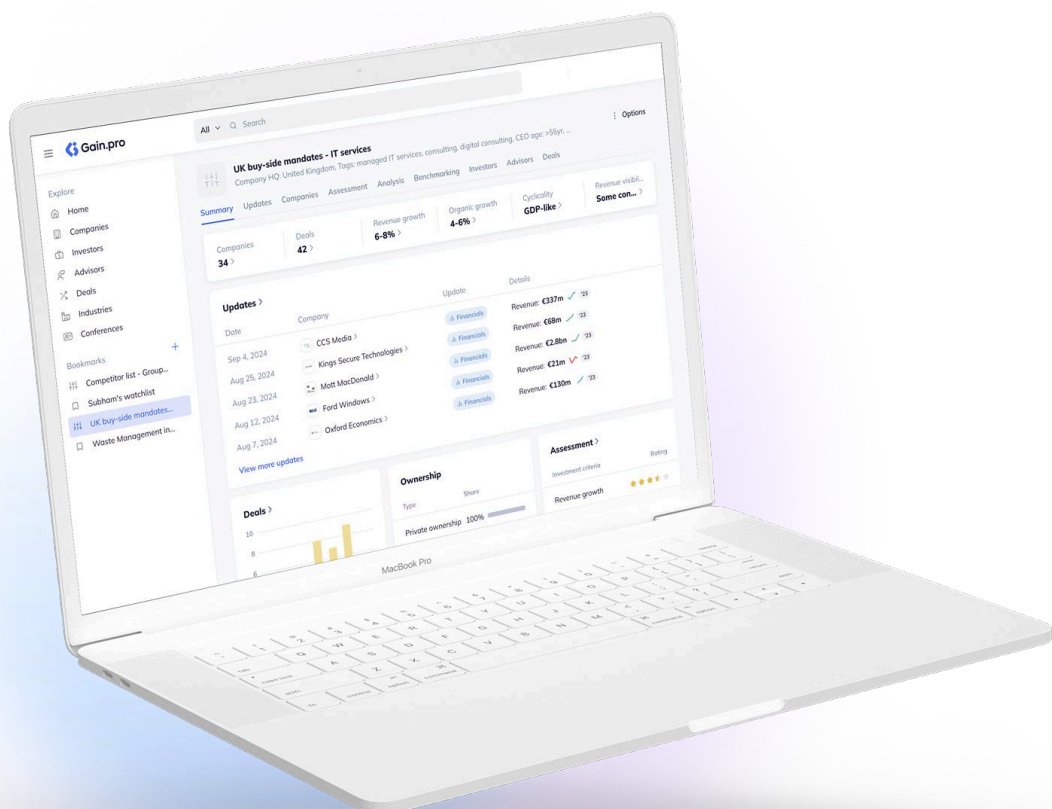 Gain.pro
All
Search
Explore
Home
Companies
Investors
Advisors
Deals
Industries
Conferences
Bookmarks
Competitor list - Group...
Subham's watchlist
UK buy-side mandates...
Waste Management in...
UK buy-side mandates - IT services
Company HQ: United Kingdom, Tags: managed IT services, consulting, digital consulting, CEO age: >55yr, ...
Options
Summary Updates Companies Assessment Analysis Benchmarking Investors Advisors Deals
Companies
34
Deals
42
Revenue growth
6-8%
Organic growth
4-6%
Cyclicality
GDP-like
Revenue visibil...
Some con...
Updates
Date Company Update Details
Sep 4, 2024 CCS Media Financials Revenue: €337m '23
Aug 25, 2024 Kings Secure Technologies Financials Revenue: €68m '23
Aug 23, 2024 Mott MacDonald Financials Revenue: €2.8bn '23
Aug 12, 2024 Ford Windows Financials Revenue: €21m '23
Aug 7, 2024 Oxford Economics Financials Revenue: €130m '23
View more updates
Deals
10
8
6
Ownership
Type Share
Private ownership 100%
Assessment
Investment criteria Rating
Revenue growth
MacBook Pro
Q W E R T Y U I O P
caps lock A S D F G H J K L
Z X C V B N M
control option command
command option